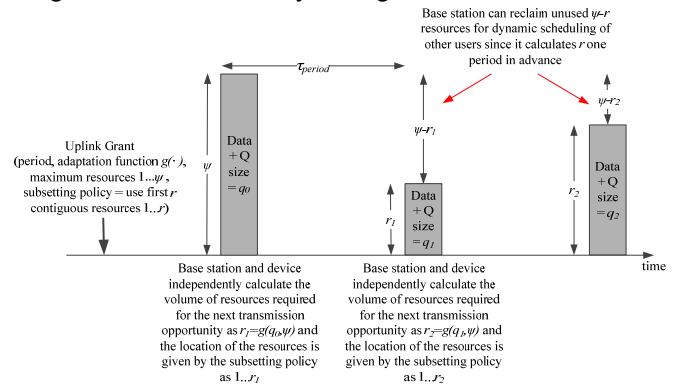 Base station can reclaim unused ψ-r
resources for dynamic scheduling of
other users since it calculates r one
period in advance
τperiod
Uplink Grant
(period, adaptation function g(·),
maximum resources 1...ψ,
subsetting policy = use first r
contiguous resources 1..r)
ψ
Data
+ Q
size
= q0
ψ-r1
r1
Data
+ Q
size
=q1
ψ-r2
r2
Data
+ Q
size
=q2
time
Base station and device
independently calculate the
volume of resources required
for the next transmission
opportunity as r1=g(q0,ψ) and
the location of the resources is
given by the subsetting policy
as 1..r1
Base station and device
independently calculate the
volume of resources required
for the next transmission
opportunity as r2=g(q1,ψ) and
the location of the resources is
given by the subsetting policy
as 1..r2